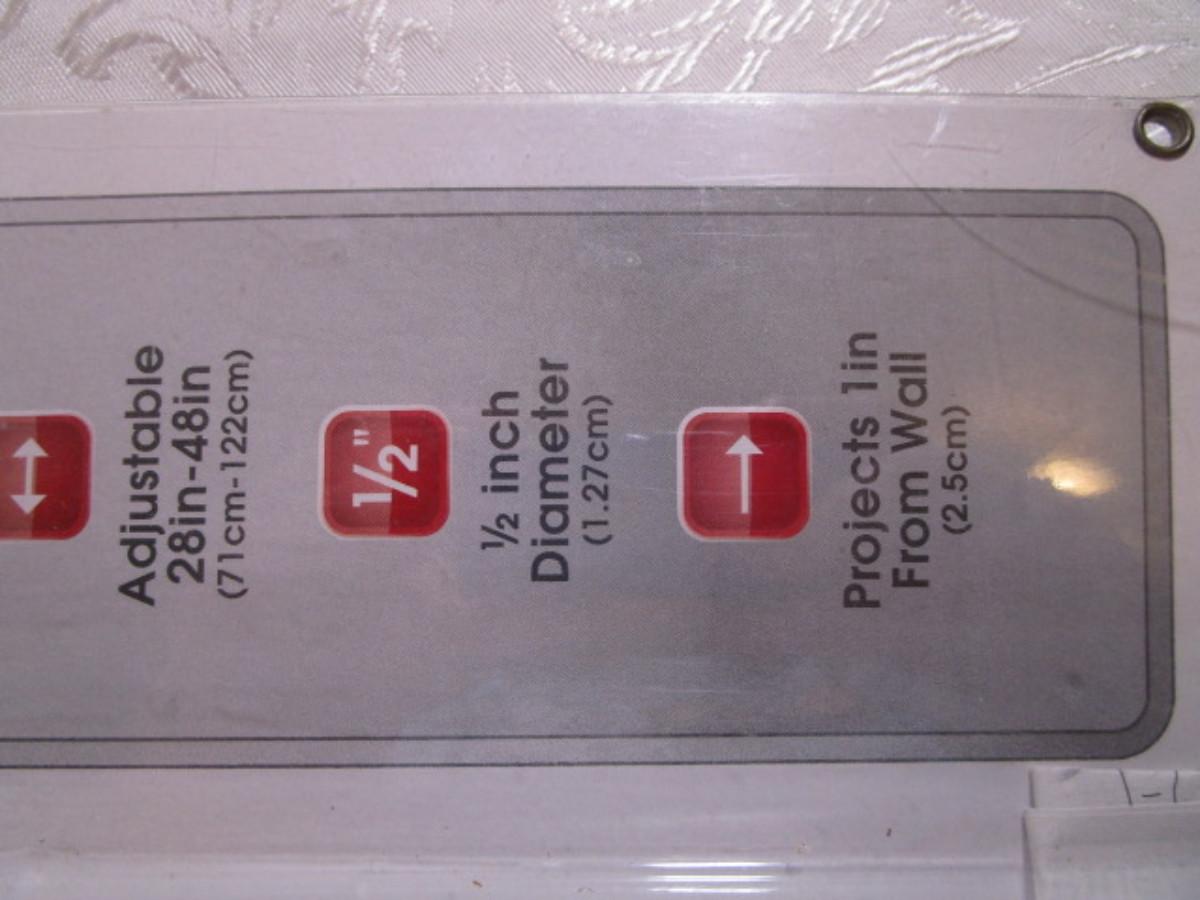 Adjustable
28in-48in
(71cm-122cm)
1/2"
½ inch
Diameter
(1.27cm)
Projects 1in
From Wall
(2.5cm)